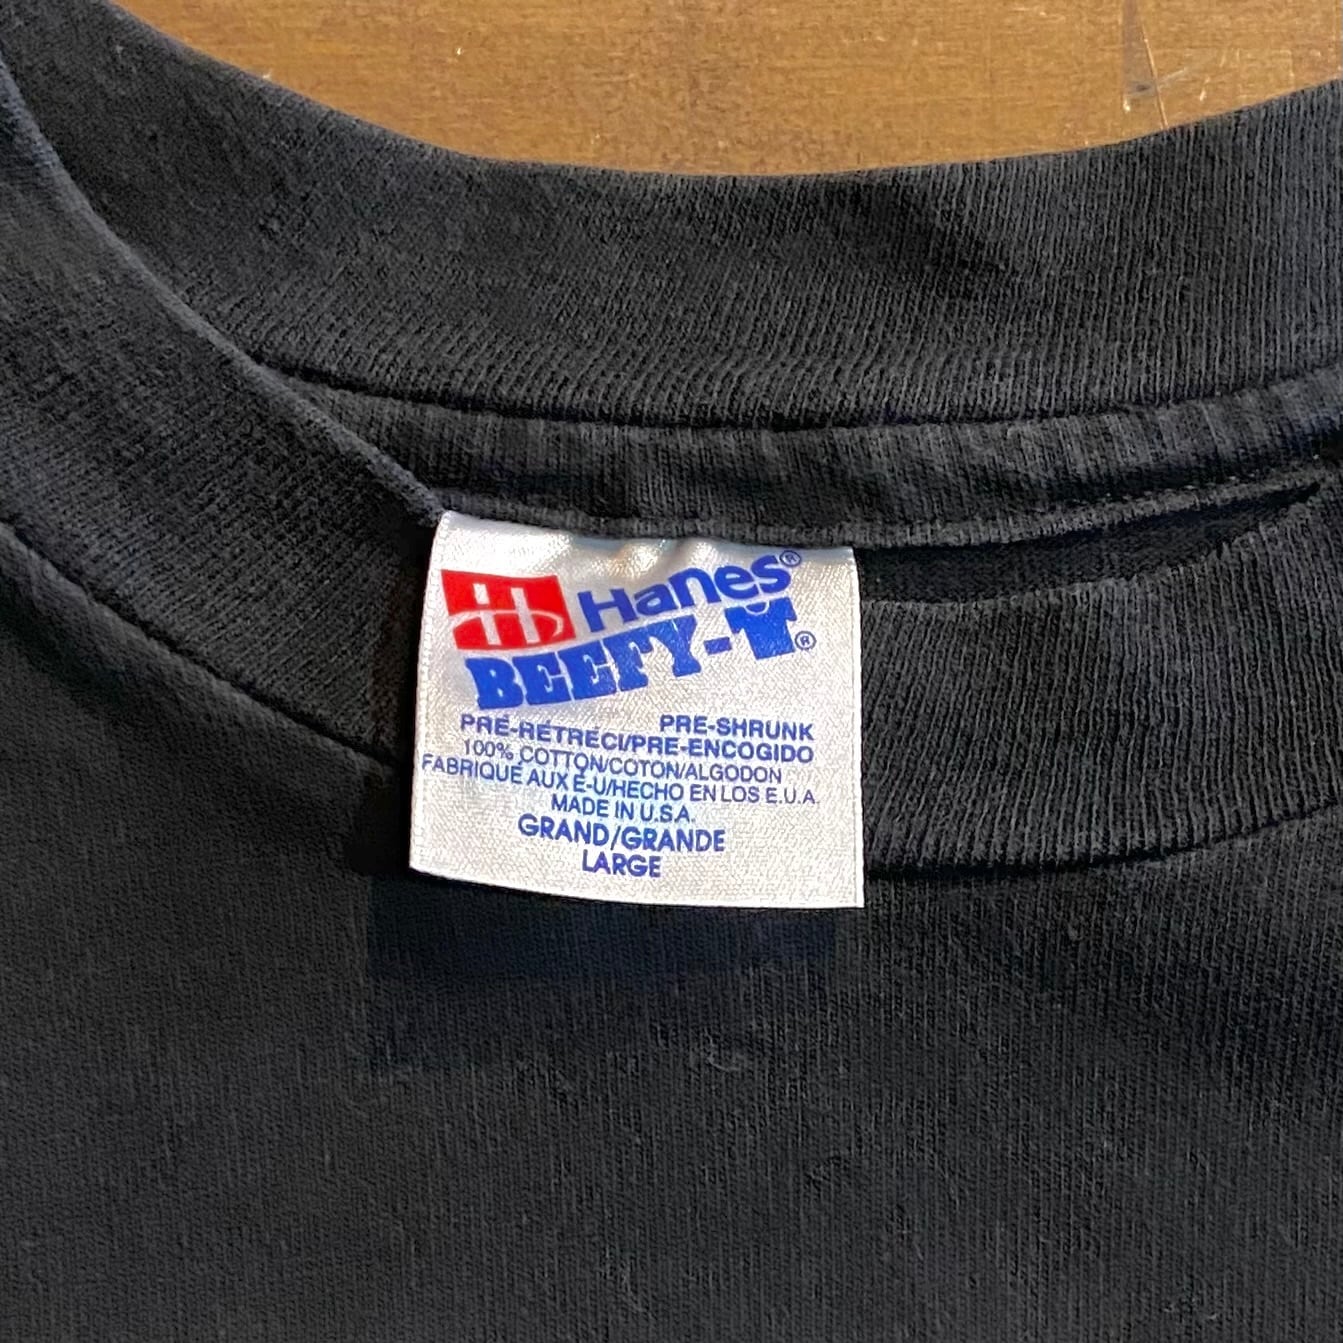 Hanes®
BEEFY-T®
PRE-SHRUNK
PRÉ-RÉTRÉCI/PRE-ENCOGIDO
100% COTTON/COTON/ALGODON
FABRIQUÉ AUX É-U/HECHO EN LOS E.U.A.
MADE IN U.S.A.
GRAND/GRANDE
LARGE